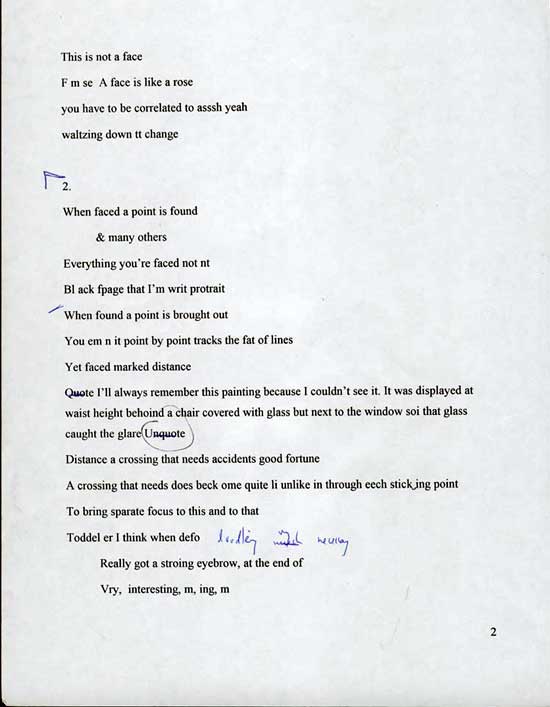 This is not a face
F m se A face is like a rose
you have to be correlated to asssh yeah
waltzing down tt change
2.
When faced a point is found
& many others
Everything you're faced not nt
Bl ack fpage that I'm writ protrait
When found a point is brought out
You em n it point by point tracks the fat of lines
Yet faced marked distance
Quote I'll always remember this painting because I couldn't see it. It was displayed at
waist height behoind a chair covered with glass but next to the window soi that glass
caught the glare Unquote
Distance a crossing that needs accidents good fortune
A crossing that needs does beck ome quite li unlike in through eech stick,ing point
To bring sparate focus to this and to that
Toddel er I think when defo
Really got a stroing eyebrow, at the end of
Vry, interesting, m, ing, m
2